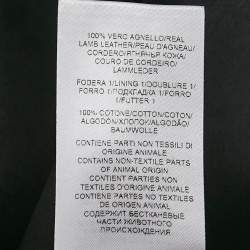 100% VERO AGNELLO/REAL
LAMB LEATHER/PEAU D'AGNEAU/
CORDERO/ЯГНЯЧЬЯ КОЖА/
COURO DE CORDEIRO/
LAMMLEDER
FODERA 1/LINING 1/DOUBLURE 1/
FORRO 1/ПОДКЛАДКА 1/FORRO
1/FUTTER 1
100% COTONE/COTTON/COTON/
ALGODÓN/ХЛОПОК/ALGODÃO/
BAUMWOLLE
CONTIENE PARTI NON TESSILI DI
ORIGINE ANIMALE
CONTAINS NON-TEXTILE PARTS
OF ANIMAL ORIGIN
CONTIENT PARTIES NON
TEXTILES D'ORIGINE ANIMALE
CONTIENE PARTES NO TEXTILES
DE ORIGEN ANIMAL
СОДЕРЖИТ БЕСТКАНЕВЫЕ
ЧАСТИ ЖИВОТНОГО
ПРОИСХОЖДЕНИЯ